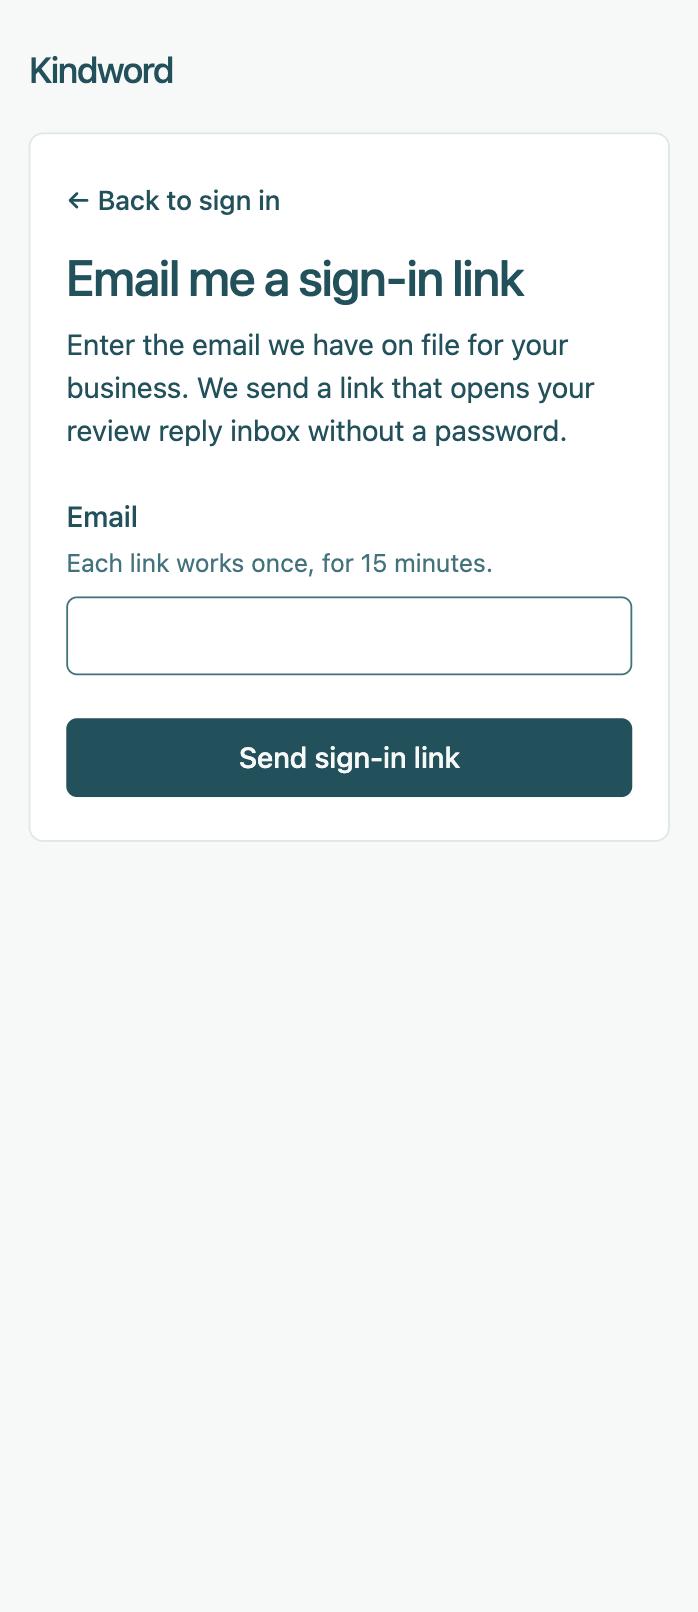 Kindword
← Back to sign in
Email me a sign-in link
Enter the email we have on file for your
business. We send a link that opens your
review reply inbox without a password.
Email
Each link works once, for 15 minutes.
Send sign-in link